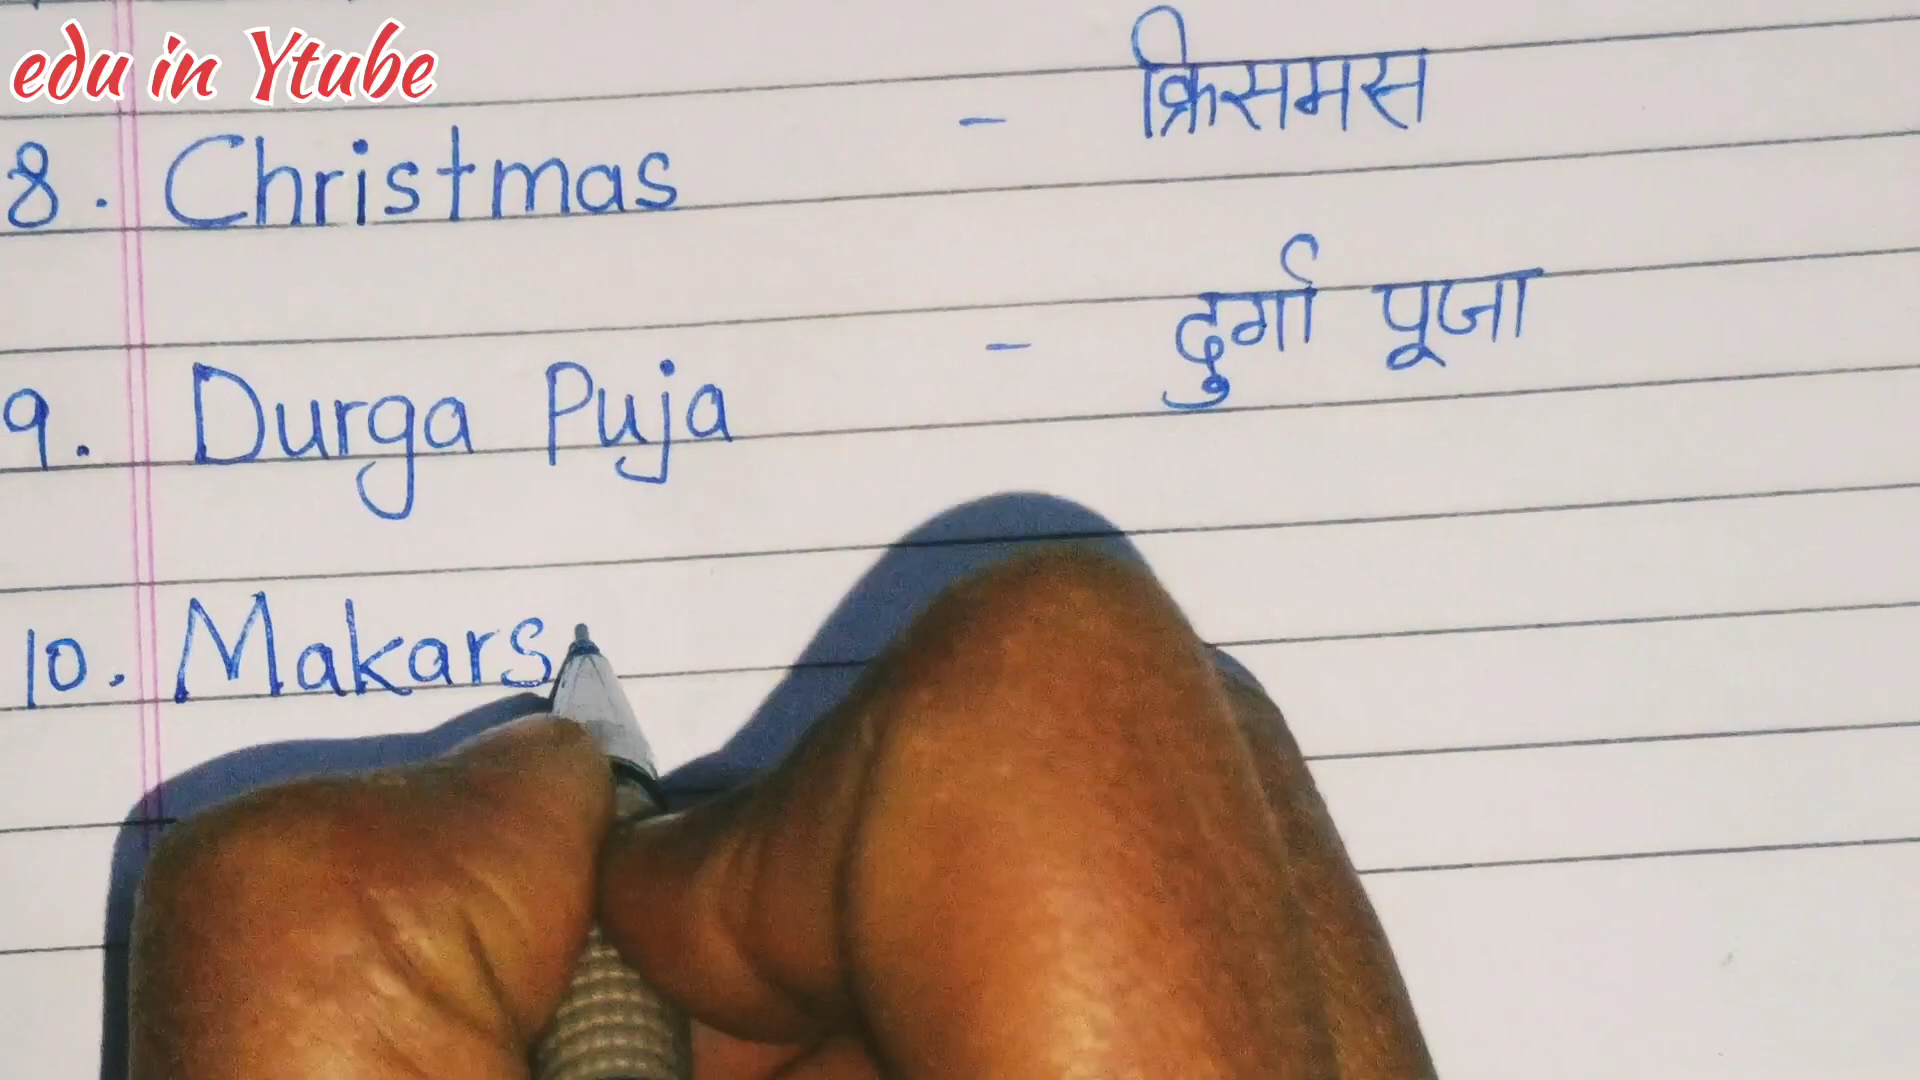 edu in Ytube
8. Christmas - क्रिसमस
9. Durga Puja - दुर्गा पूजा
10. Makars